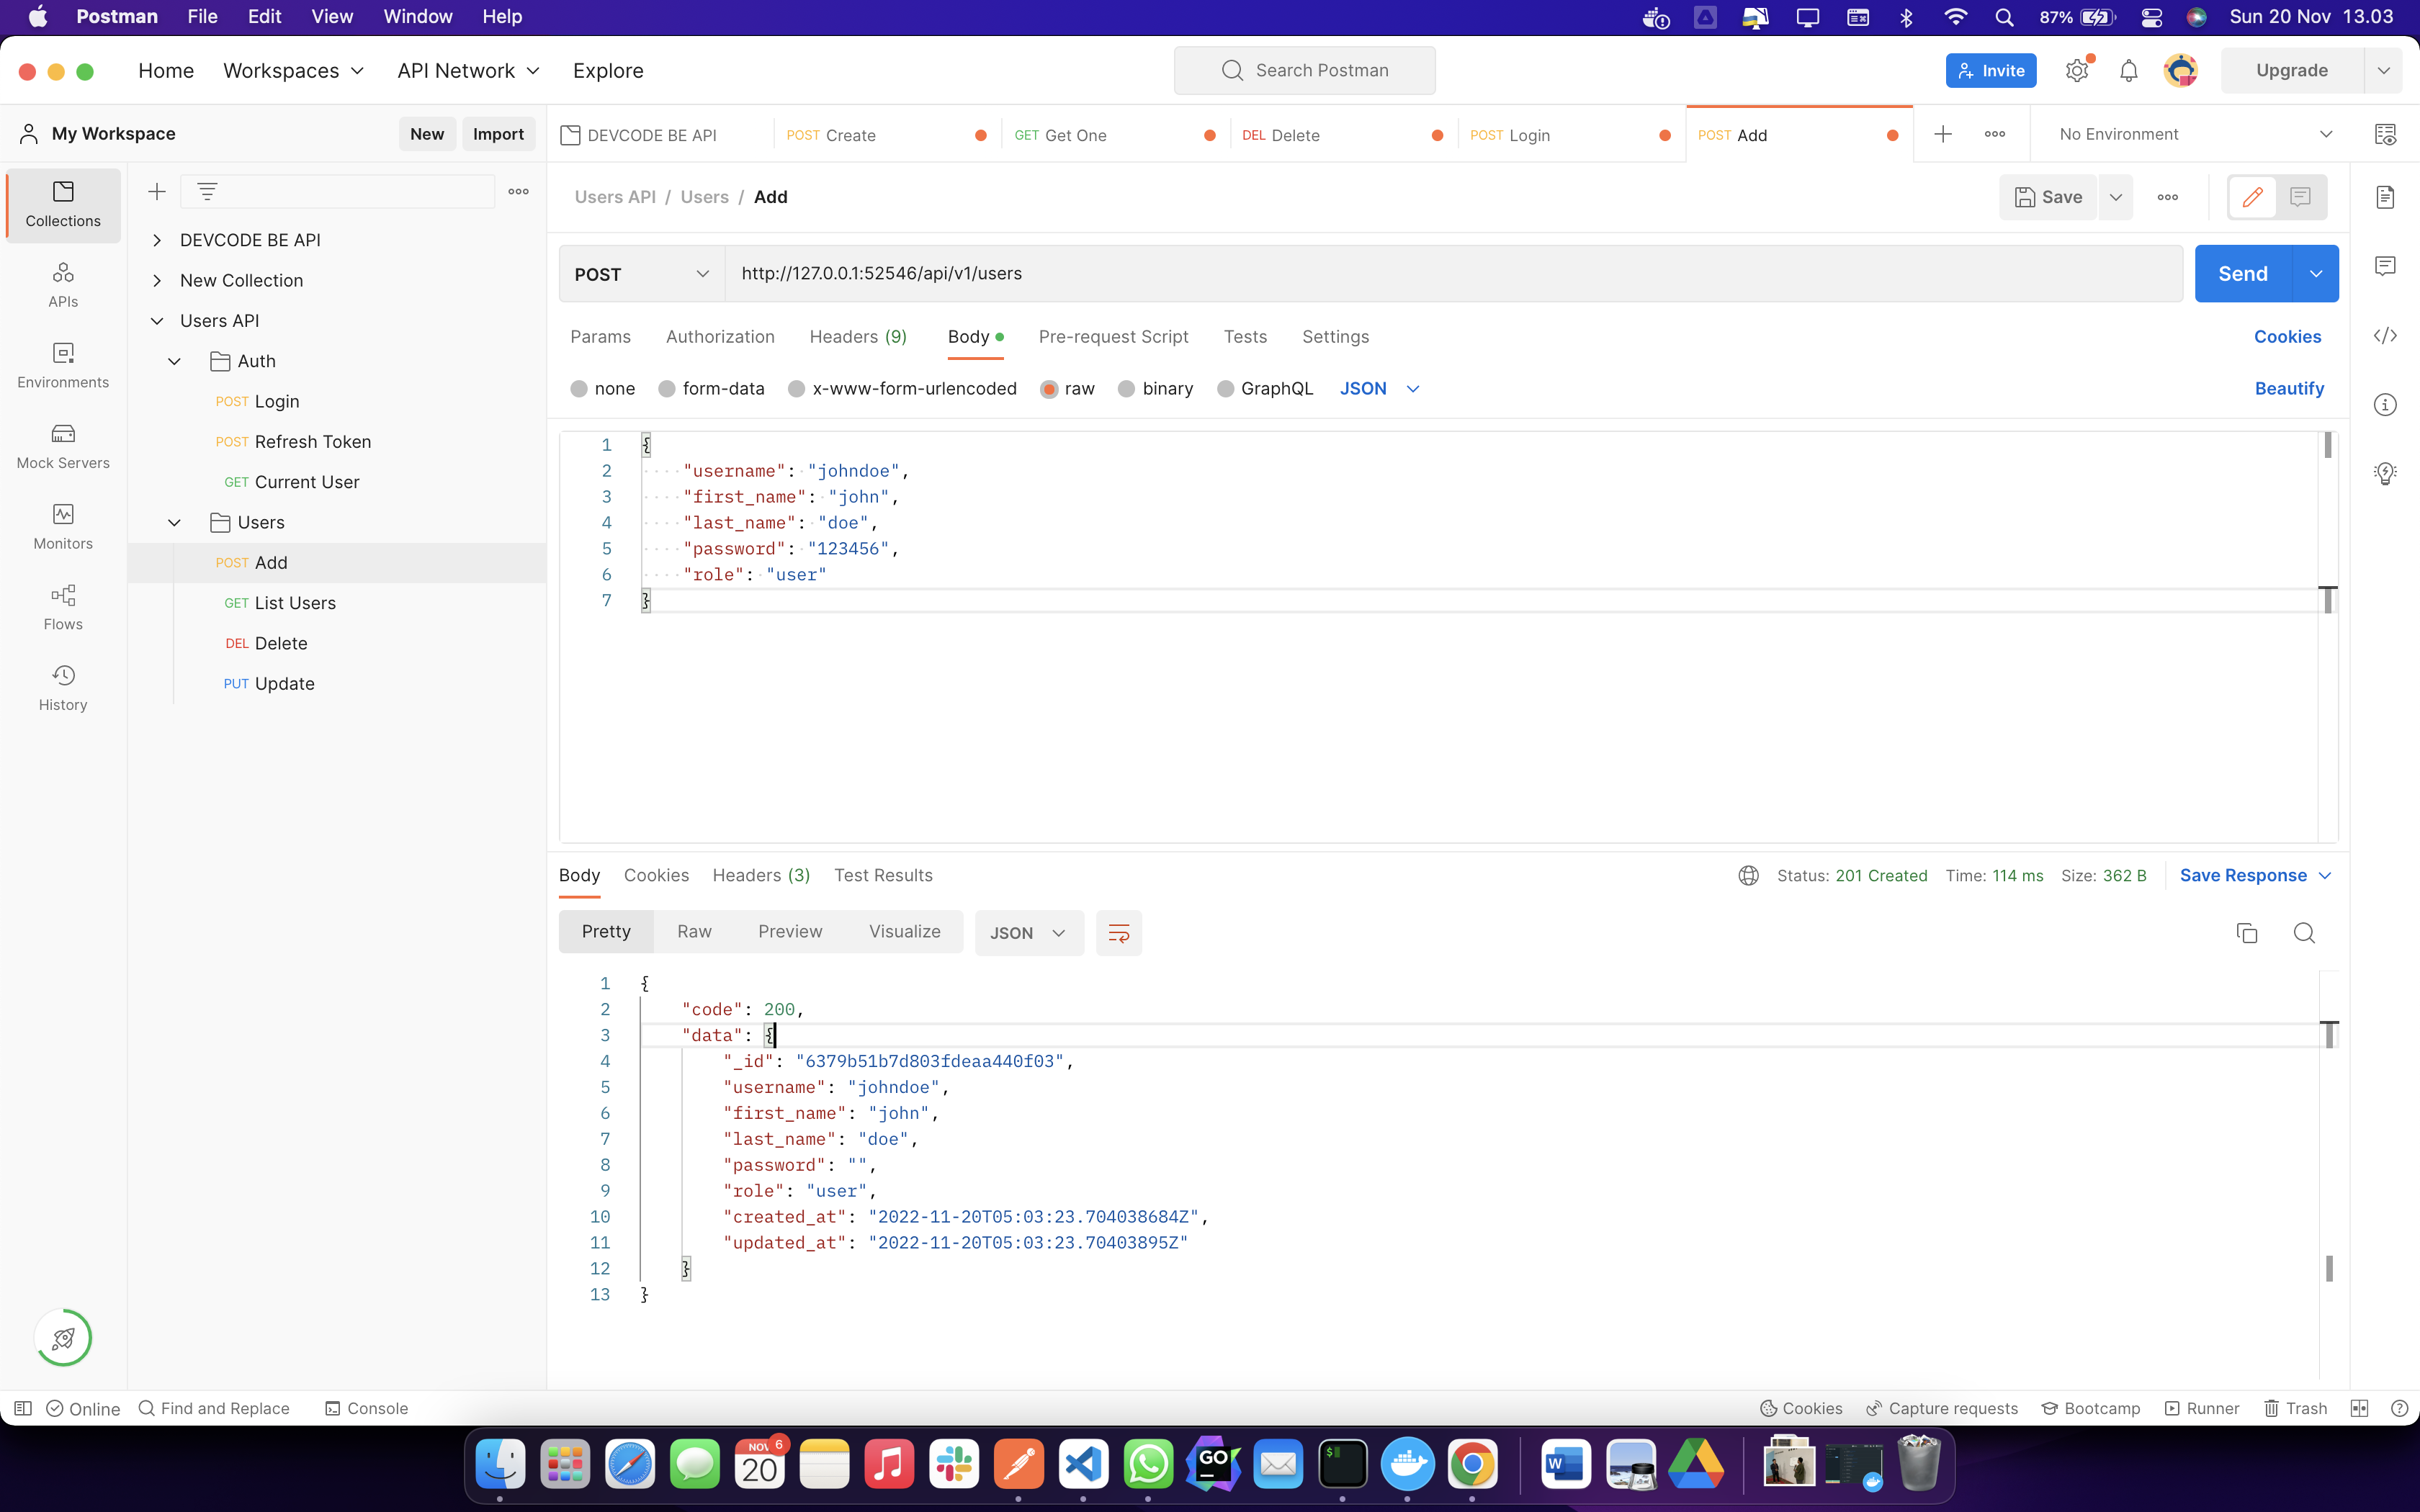 Postman File Edit View Window Help 87% Sun 20 Nov 13.03
Home Workspaces API Network Explore Search Postman Invite Upgrade
My Workspace New Import DEVCODE BE API POST Create GET Get One DEL Delete POST Login POST Add No Environment
Collections
APIs
Environments
Mock Servers
Monitors
Flows
History
DEVCODE BE API
New Collection
Users API
Auth
POST Login
POST Refresh Token
GET Current User
Users
POST Add
GET List Users
DEL Delete
PUT Update
Users API / Users / Add Save
POST http://127.0.0.1:52546/api/v1/users Send
Params Authorization Headers (9) Body Pre-request Script Tests Settings Cookies
none form-data x-www-form-urlencoded raw binary GraphQL JSON Beautify
1 {
2 "username": "johndoe",
3 "first_name": "john",
4 "last_name": "doe",
5 "password": "123456",
6 "role": "user"
7 }
Body Cookies Headers (3) Test Results Status: 201 Created Time: 114 ms Size: 362 B Save Response
Pretty Raw Preview Visualize JSON
1 {
2 "code": 200,
3 "data": {
4 "_id": "6379b51b7d803fdeaa440f03",
5 "username": "johndoe",
6 "first_name": "john",
7 "last_name": "doe",
8 "password": "",
9 "role": "user",
10 "created_at": "2022-11-20T05:03:23.704038684Z",
11 "updated_at": "2022-11-20T05:03:23.70403895Z"
12 }
13 }
Online Find and Replace Console Cookies Capture requests Bootcamp Runner Trash
NOV 6
20
GO
$
W